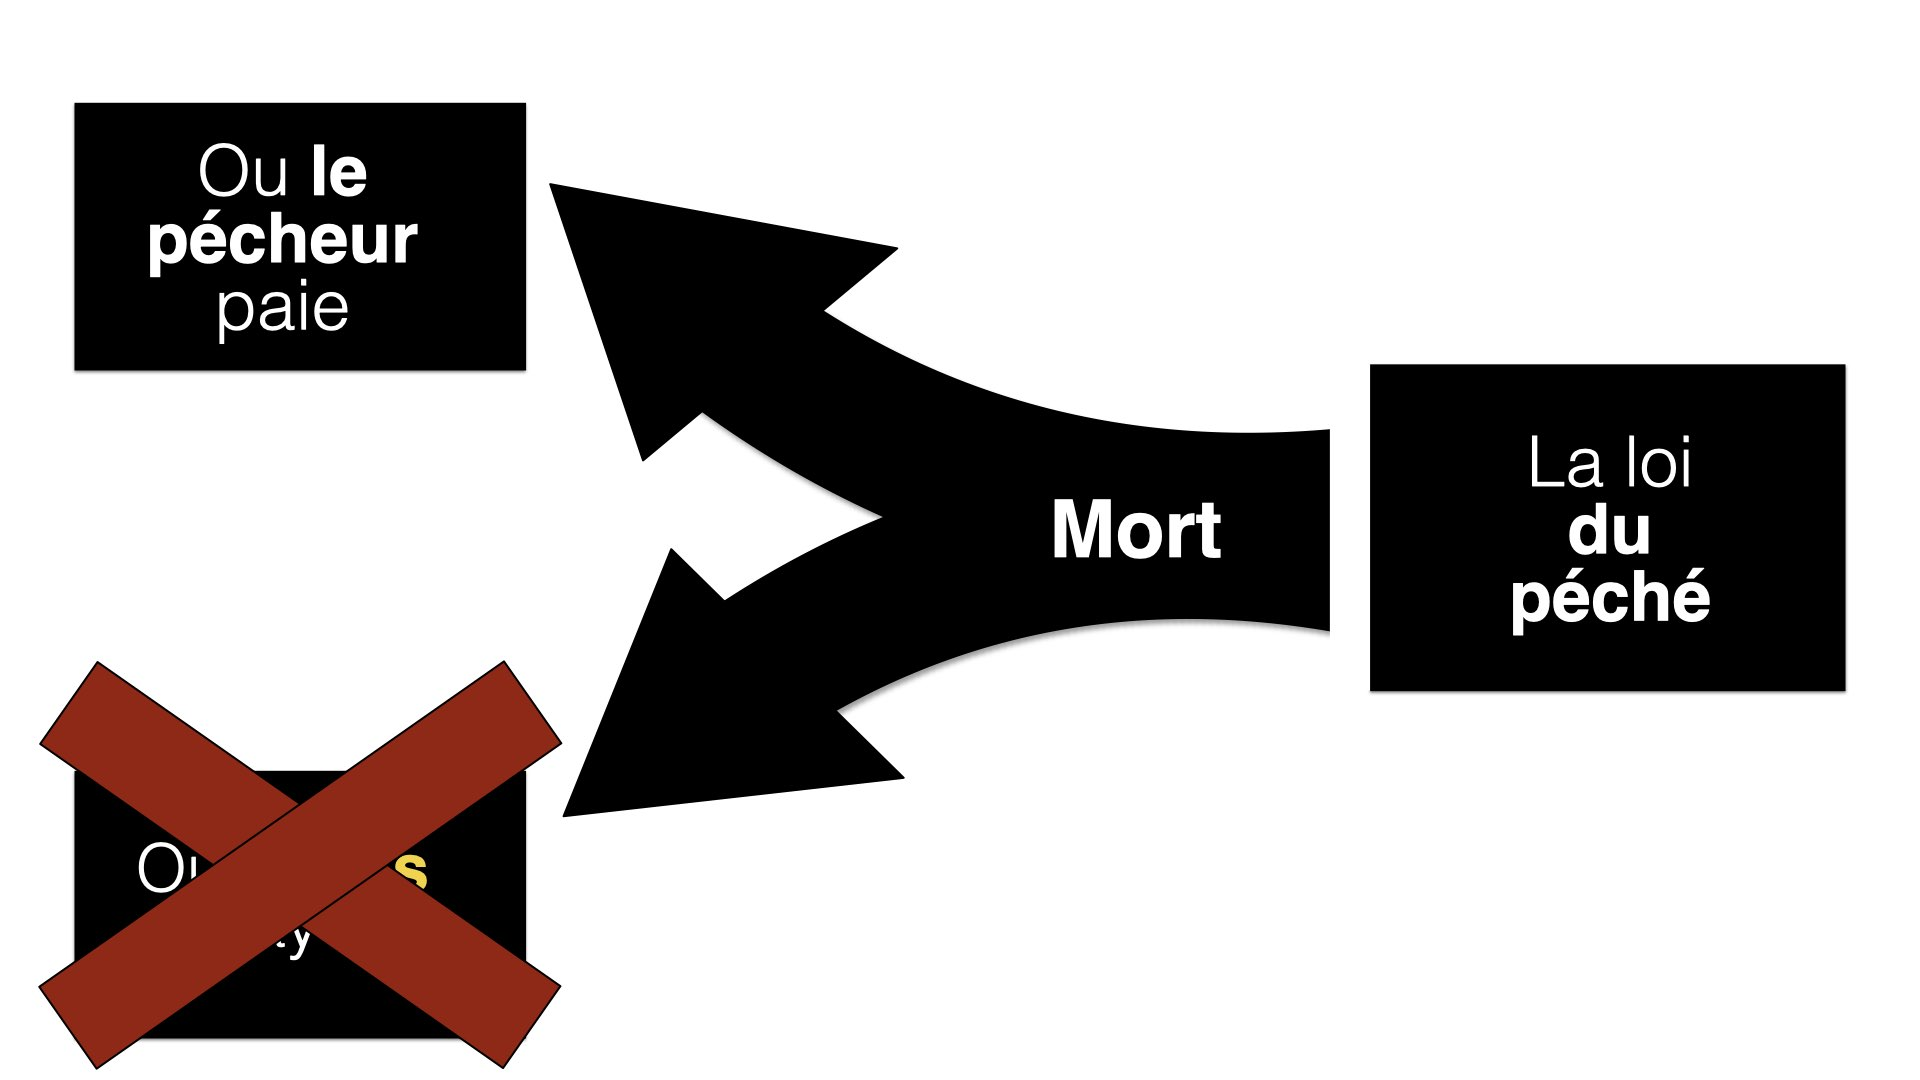 Ou le
pécheur
paie
Mort
La loi
du
péché